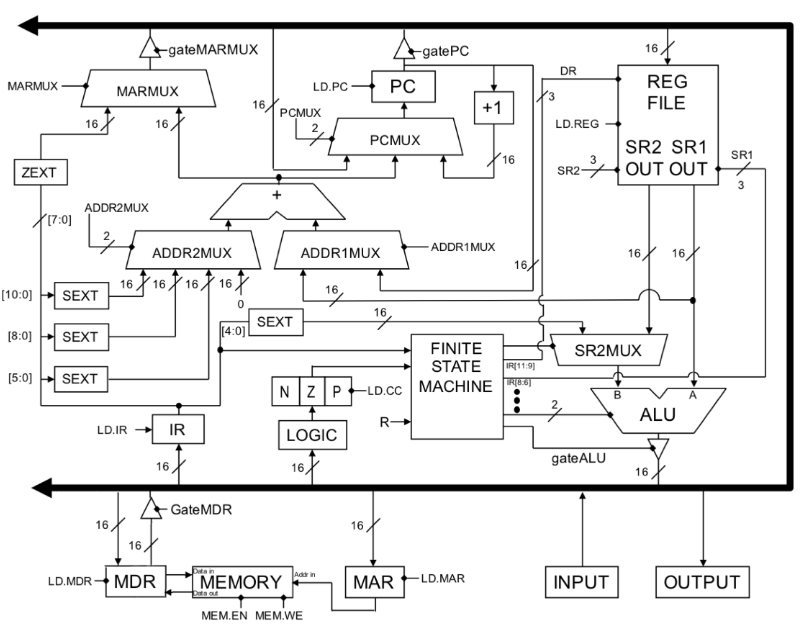 gateMARMUX
gatePC
16
DR
REG
FILE
MARMUX
MARMUX
LD.PC
PC
16
3
+1
PCMUX
2
PCMUX
LD.REG
16
16
16
SR2 SR1
OUT OUT
ZEXT
SR2
3
SR1
3
[7:0]
+
ADDR2MUX
2
ADDR2MUX
ADDR1MUX
ADDR1MUX
16
16
16
[10:0]
SEXT
16
16
16
16
0
16
[8:0]
SEXT
[4:0]
SEXT
16
[5:0]
SEXT
FINITE
STATE
MACHINE
IR[11:9]
IR[8:6]
SR2MUX
N Z P
LD.CC
B
A
ALU
LD.IR
IR
LOGIC
R
2
gateALU
16
16
16
GateMDR
16
16
16
LD.MDR
MDR
Data in
Data out
MEMORY
Addr in
MAR
LD.MAR
INPUT
OUTPUT
MEM.EN
MEM.WE